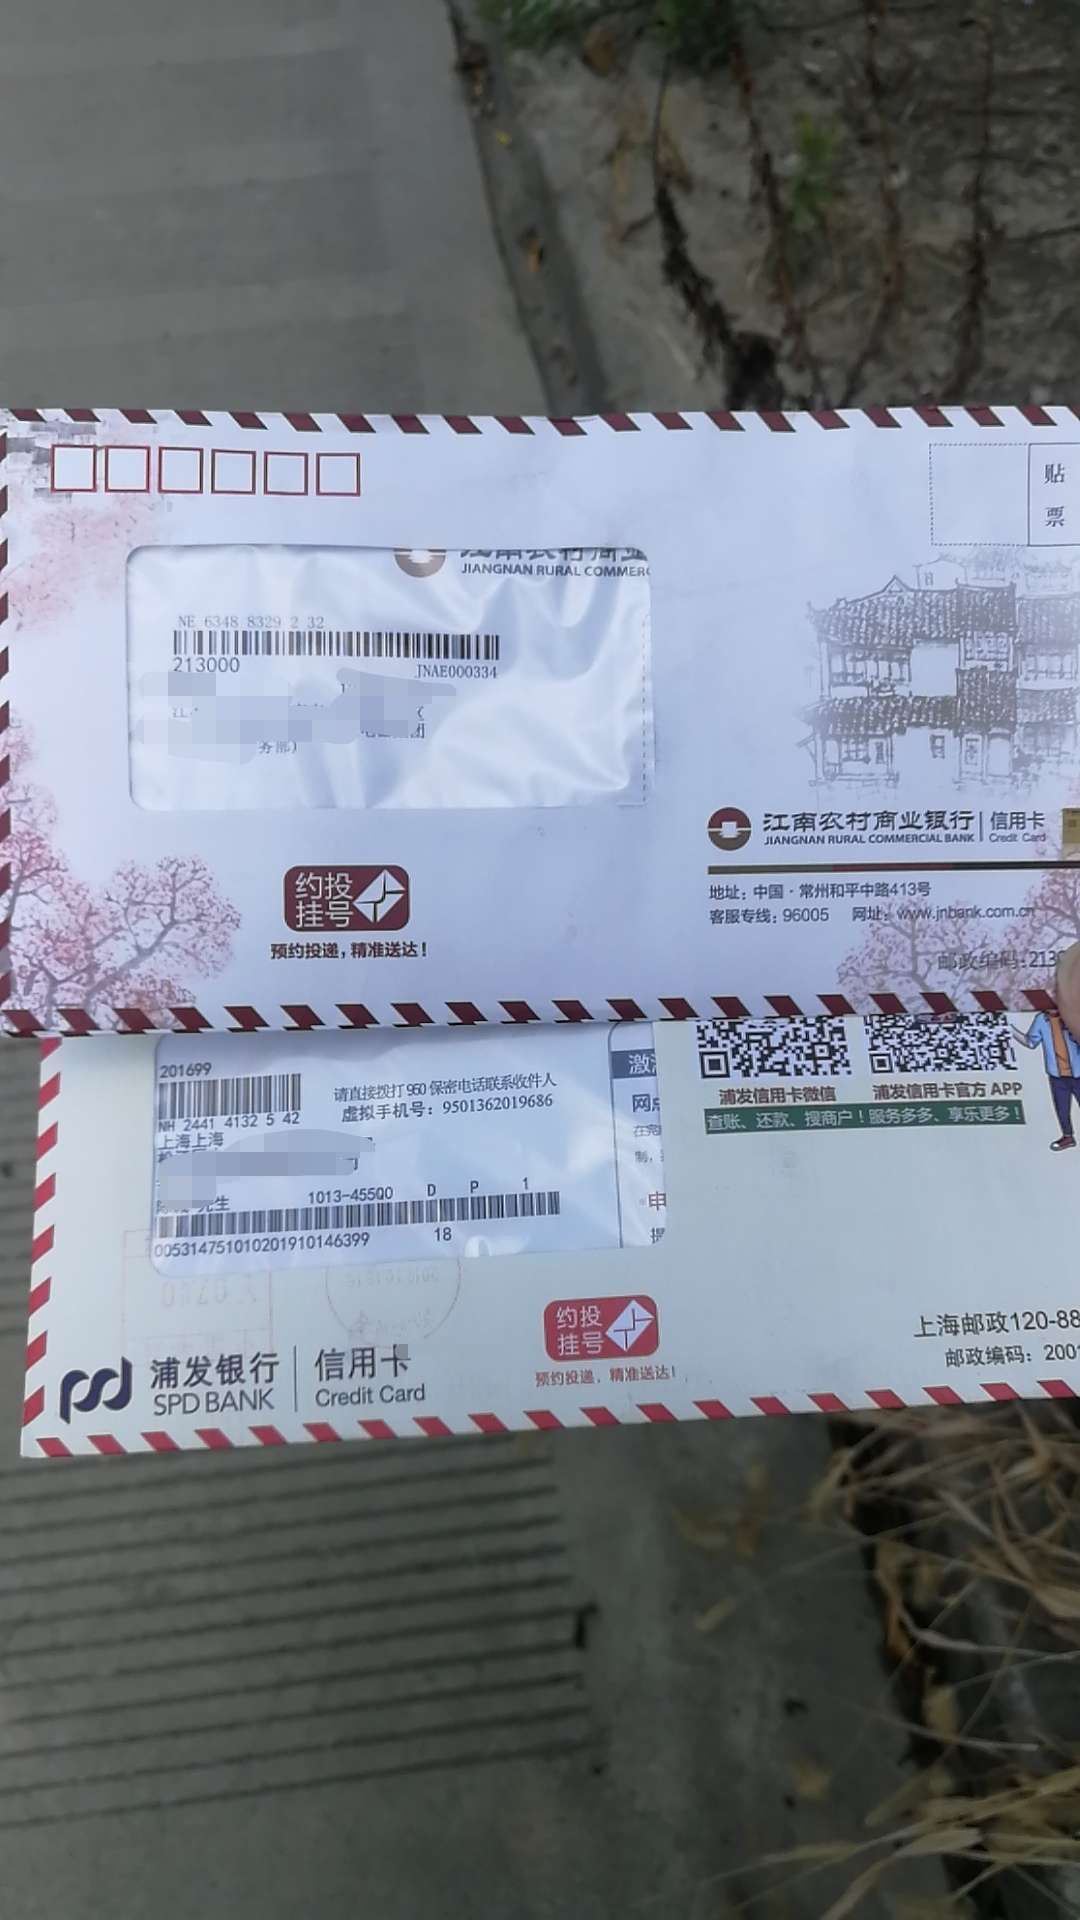 贴
票
JIANGNAN RURAL COMMERC
NE 6348 8329 2 32
213000
JNAE000334
务部)
江南农村商业银行
信用卡
JIANGNAN RURAL COMMERCIAL BANK
Credit Card
地址：中国·常州和平中路413号
客服专线：96005 网址：www.jnbank.com.cn
邮政编码:213
约投
挂号
预约投递，精准送达！
201699
NH 2441 4132 5 42
上海上海
请直接拨打 950 保密电话联系收件人
虚拟手机号：9501362019686
先生
1013-45500 D P 1
005314751010201910146399
18
网点
申
浦发信用卡微信
浦发信用卡官方 APP
查账、还款、搜商户！服务多多、享乐更多！
约投
挂号
预约投递，精准送达！
上海邮政120-88
邮政编码：200
浦发银行
SPD BANK
信用卡
Credit Card